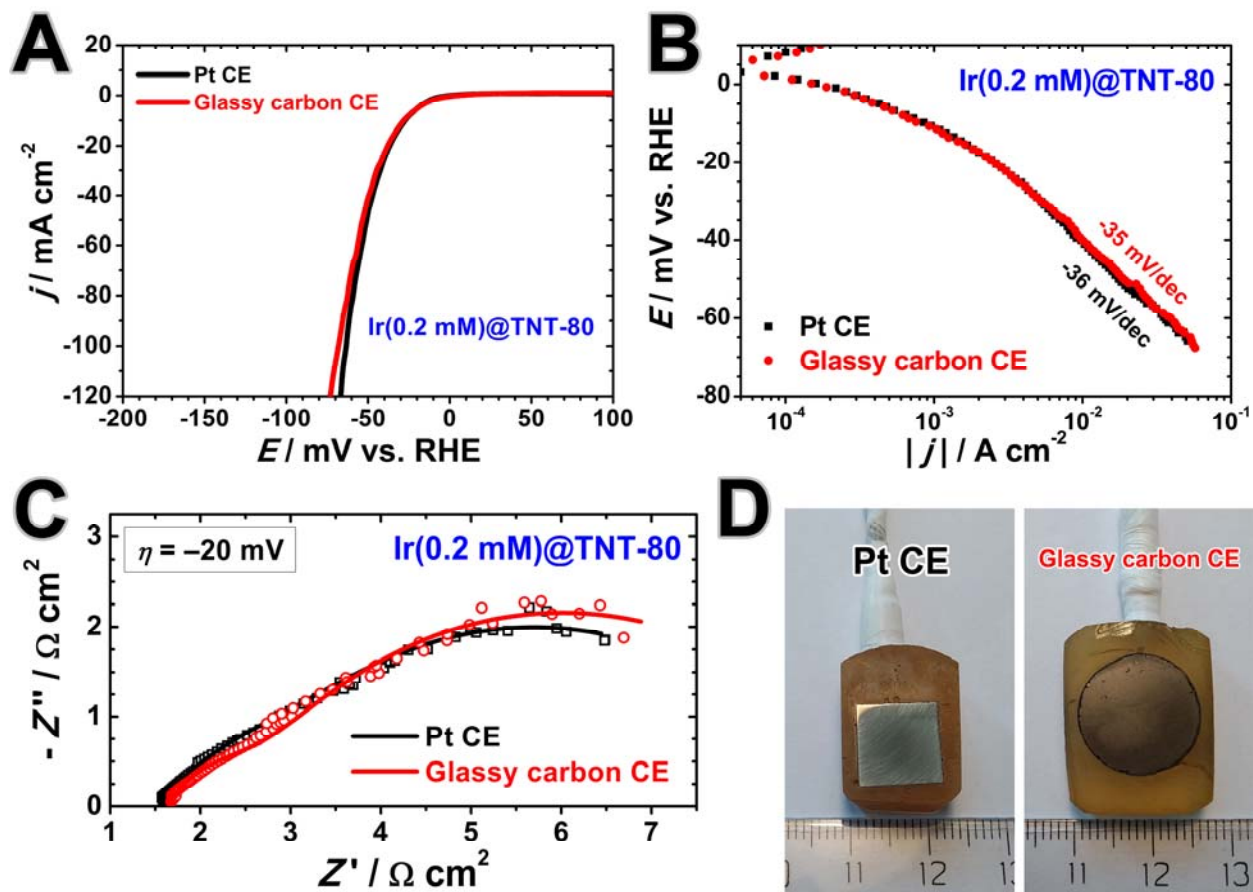 A
20
0
-20
-40
-60
-80
-100
-120
j / mA cm-2
Pt CE
Glassy carbon CE
Ir(0.2 mM)@TNT-80
-200 -150 -100 -50 0 50 100
E / mV vs. RHE
B
0
-20
-40
-60
-80
E / mV vs. RHE
Ir(0.2 mM)@TNT-80
-35 mV/dec
-36 mV/dec
Pt CE
Glassy carbon CE
10-4 10-3 10-2 10-1
| j | / A cm-2
C
3
2
1
0
- Z'' / Ω cm2
η = –20 mV
Ir(0.2 mM)@TNT-80
Pt CE
Glassy carbon CE
1 2 3 4 5 6 7
Z' / Ω cm2
D
Pt CE
11 12
Glassy carbon CE
11 12 13